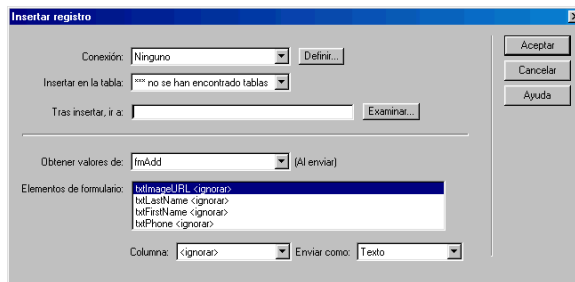 Insertar registro
Conexión: Ninguno Definir... Aceptar
Insertar en la tabla: *** no se han encontrado tablas Cancelar
Tras insertar, ir a: Examinar... Ayuda
Obtener valores de: fmAdd (Al enviar)
Elementos de formulario: txtImageURL <ignorar>
txtLastName <ignorar>
txtFirstName <ignorar>
txtPhone <ignorar>
Columna: <ignorar> Enviar como: Texto